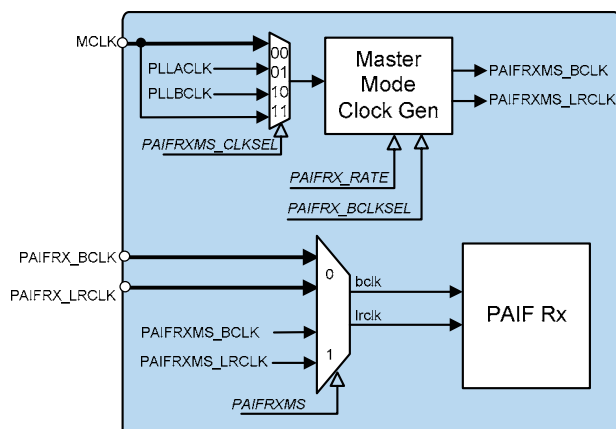 MCLK
PLLACLK
PLLBCLK
00
01
10
11
PAIFRXMS_CLKSEL
Master
Mode
Clock Gen
PAIFRXMS_BCLK
PAIFRXMS_LRCLK
PAIFRX_RATE
PAIFRX_BCLKSEL
PAIFRX_BCLK
PAIFRX_LRCLK
PAIFRXMS_BCLK
PAIFRXMS_LRCLK
0
1
PAIFRXMS
bclk
lrclk
PAIF Rx